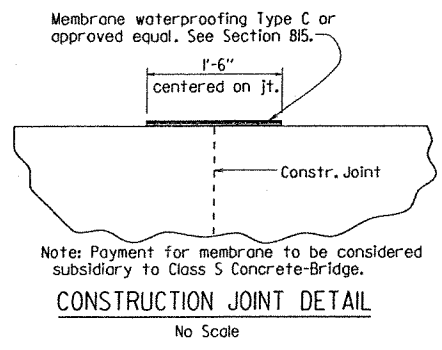 Membrane waterproofing Type C or
approved equal. See Section 815.
1'-6"
centered on jt.
Constr. Joint
Note: Payment for membrane to be considered
subsidiary to Class S Concrete-Bridge.
CONSTRUCTION JOINT DETAIL
No Scale